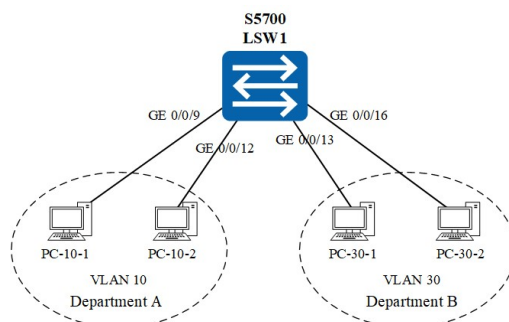 S5700
LSW1
GE 0/0/9
GE 0/0/16
GE 0/0/12
GE 0/0/13
PC-10-1
PC-10-2
PC-30-1
PC-30-2
VLAN 10
VLAN 30
Department A
Department B